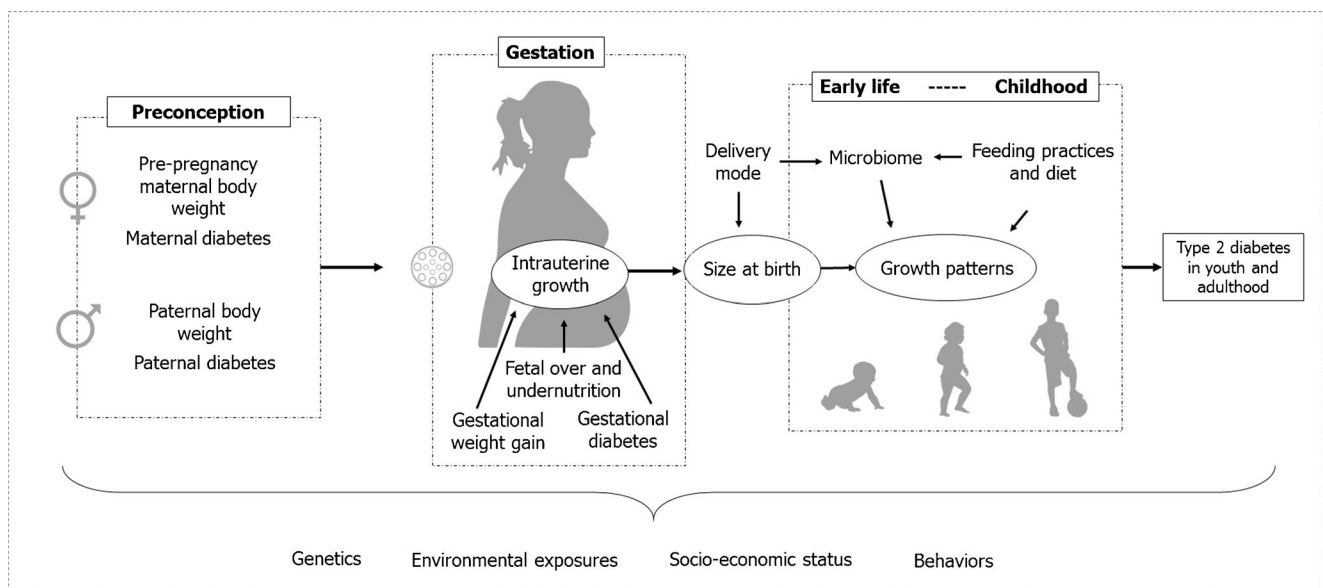 Preconception
Pre-pregnancy
maternal body
weight
Maternal diabetes
Paternal body
weight
Paternal diabetes
Gestation
Intrauterine
growth
Fetal over and
undernutrition
Gestational
weight gain
Gestational
diabetes
Early life ----- Childhood
Delivery
mode
Microbiome
Feeding practices
and diet
Size at birth
Growth patterns
Type 2 diabetes
in youth and
adulthood
Genetics Environmental exposures Socio-economic status Behaviors